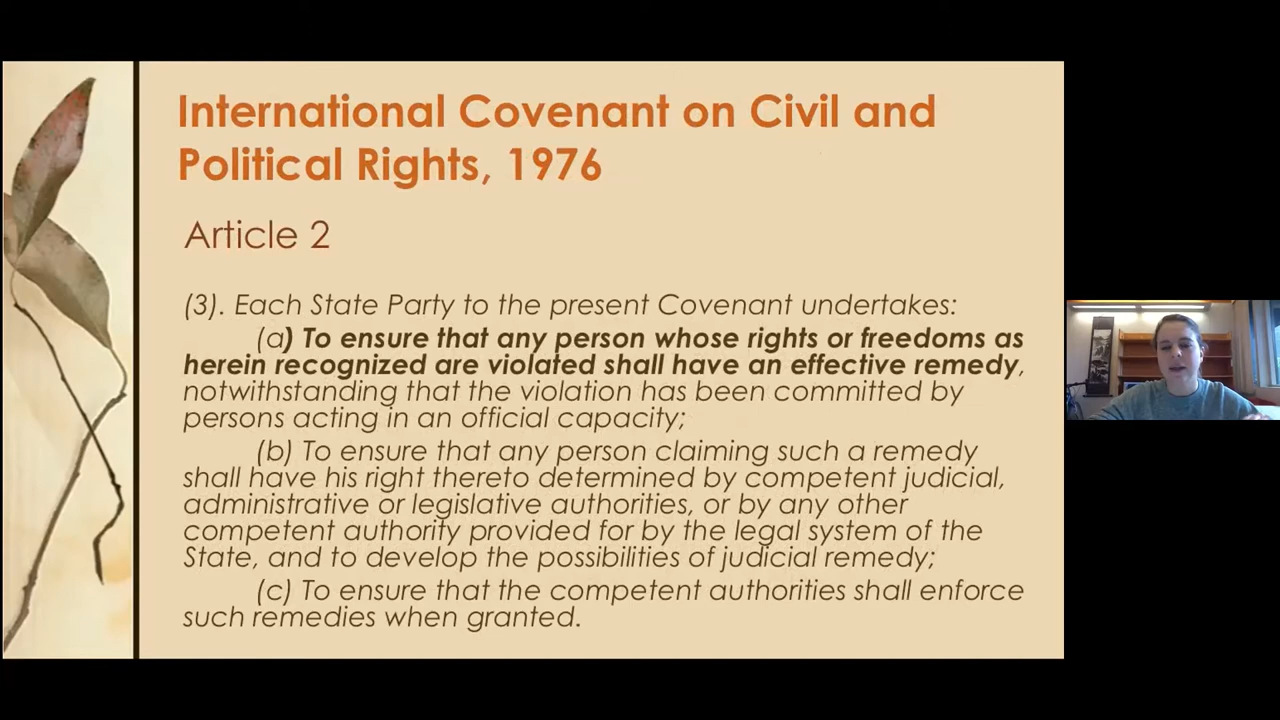 International Covenant on Civil and
Political Rights, 1976
Article 2
(3). Each State Party to the present Covenant undertakes:
(a) To ensure that any person whose rights or freedoms as
herein recognized are violated shall have an effective remedy,
notwithstanding that the violation has been committed by
persons acting in an official capacity;
(b) To ensure that any person claiming such a remedy
shall have his right thereto determined by competent judicial,
administrative or legislative authorities, or by any other
competent authority provided for by the legal system of the
State, and to develop the possibilities of judicial remedy;
(c) To ensure that the competent authorities shall enforce
such remedies when granted.